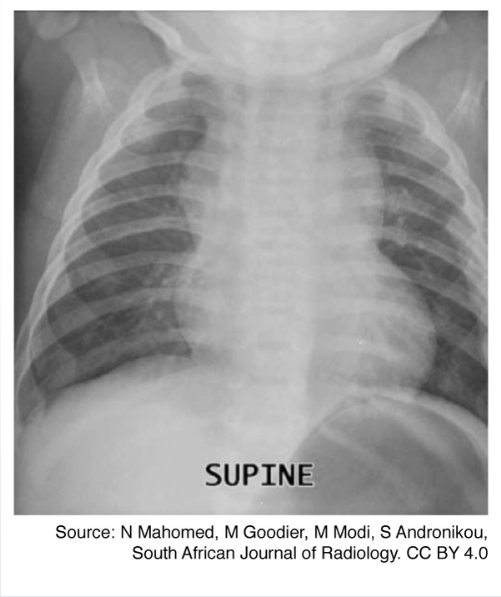 SUPINE
Source: N Mahomed, M Goodier, M Modi, S Andronikou,
South African Journal of Radiology. CC BY 4.0